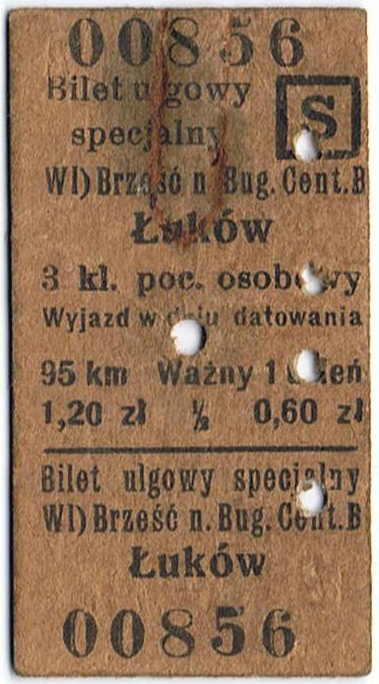 00856
Bilet ulgowy
specjalny
S
Wl) Brześć n Bug. Cent. B
Łuków
3 kl. poc. osobowy
Wyjazd w dniu datowania
95 km Ważny 1 dzień
1,20 zł ½ 0,60 zł
Bilet ulgowy specjalny
Wl) Brześć n. Bug. Cent. B
Łuków
00856